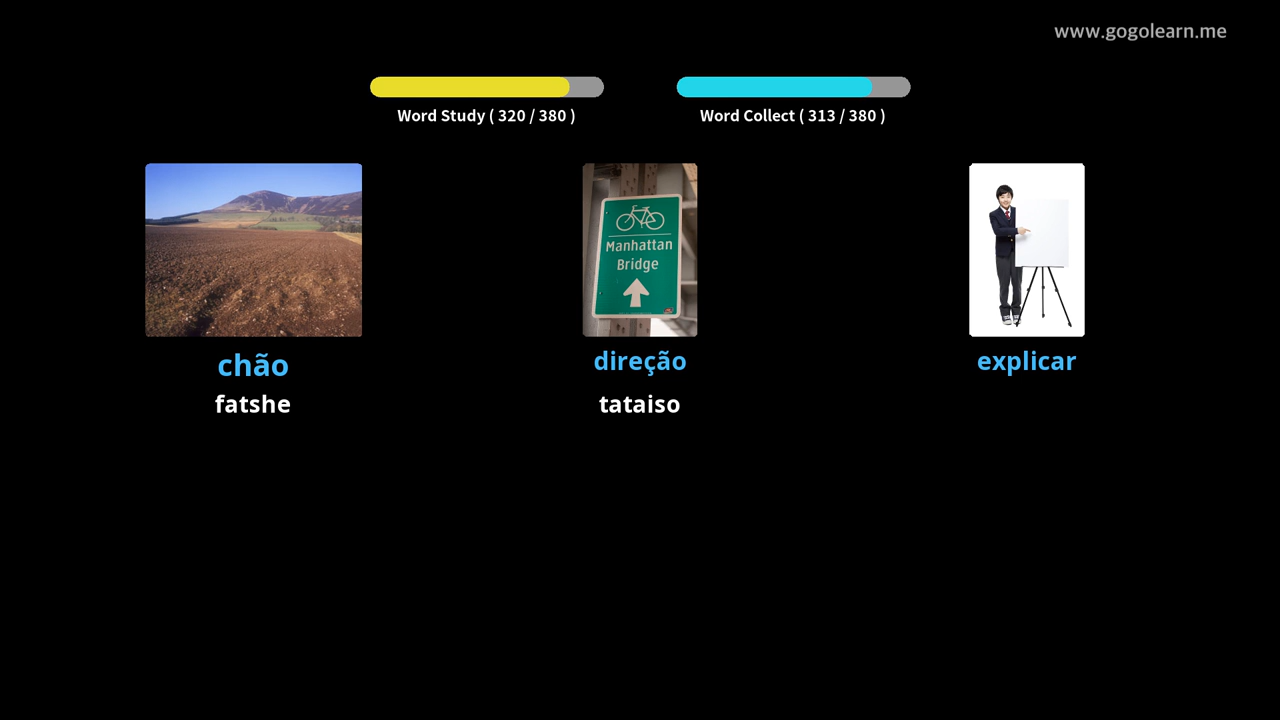 www.gogolearn.me
Word Study ( 320 / 380 )
Word Collect ( 313 / 380 )
Manhattan
Bridge
chão
fatshe
direção
tataiso
explicar